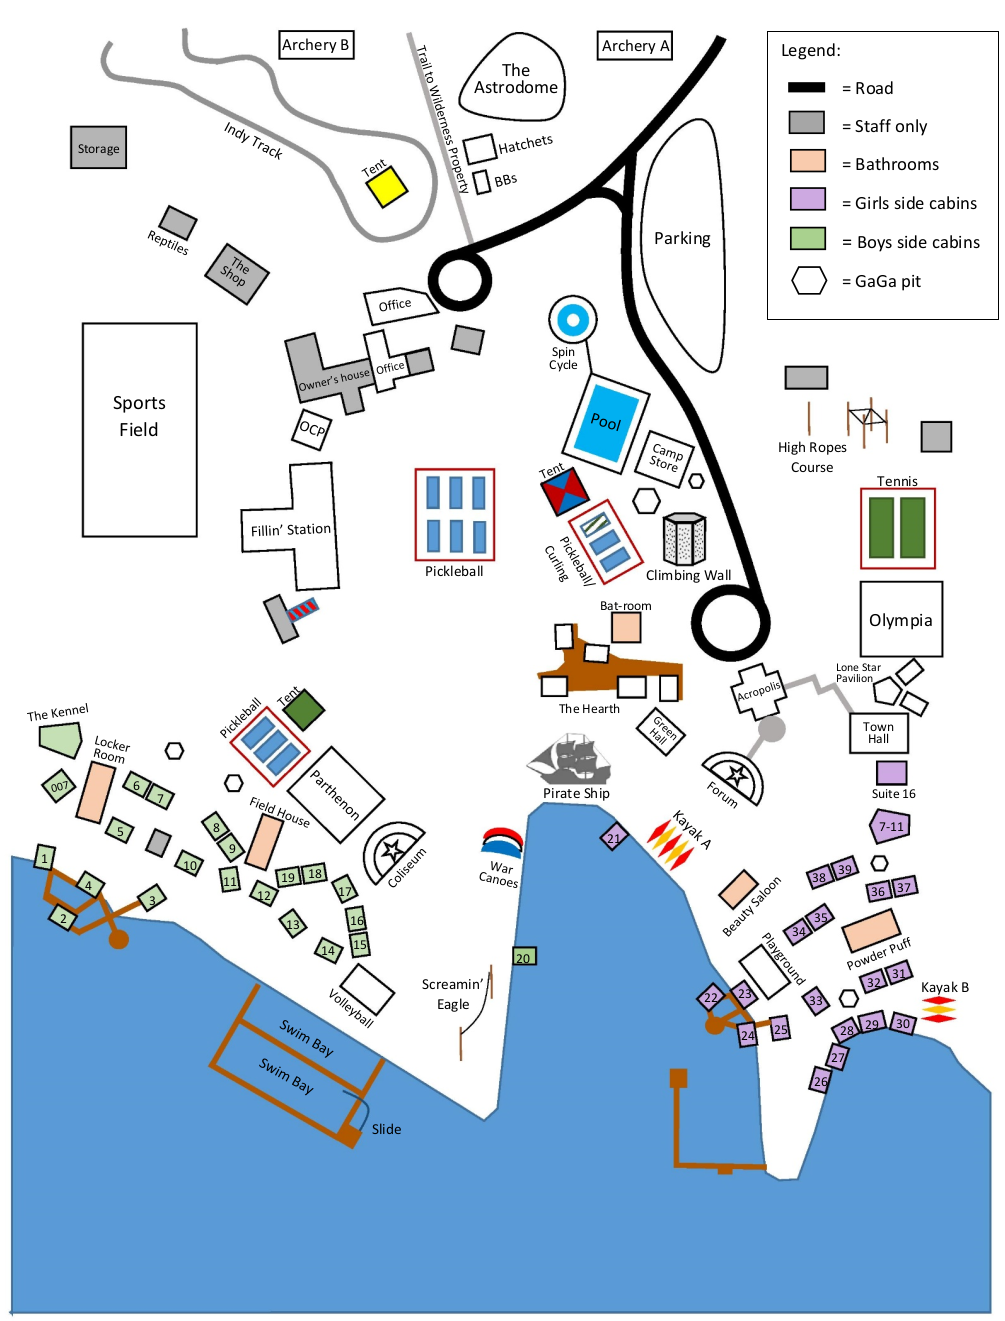 Archery B
Trail to Wilderness Property
The
Astrodome
Archery A
Legend:
= Road
= Staff only
= Bathrooms
= Girls side cabins
= Boys side cabins
= GaGa pit
Storage
Indy Track
Tent
Hatchets
BBs
Reptiles
The
Shop
Parking
Office
Spin
Cycle
Owner's house
Office
Sports
Field
OCP
Pool
Camp
Store
High Ropes
Course
Tent
Tennis
Fillin' Station
Pickleball
Pickleball/
Curling
Climbing Wall
Bat-room
Olympia
The Hearth
Green
Hall
Acropolis
Lone Star
Pavilion
Town
Hall
The Kennel
Locker
Room
Pickleball
Tent
Parthenon
Pirate Ship
Forum
Suite 16
007
6
7
5
8
9
10
11
Field House
12
19
18
17
16
15
13
14
Coliseum
War
Canoes
21
Kayak A
7-11
38
39
36
37
Beauty Saloon
34
35
Powder Puff
1
4
2
3
20
Screamin'
Eagle
Volleyball
Playground
22
23
24
25
33
32
31
30
29
28
27
26
Kayak B
Swim Bay
Swim Bay
Slide